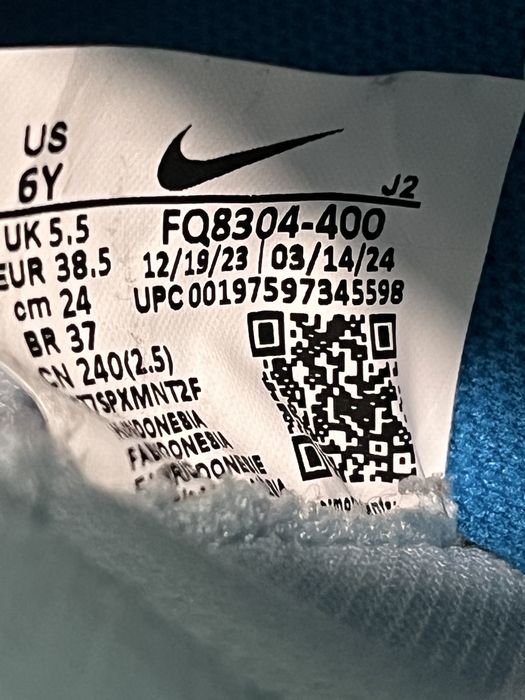 US
6Y
J2
UK 5.5
EUR 38.5
cm 24
BR 37
CN 240(2.5)
FQ8304-400
12/19/23 | 03/14/24
UPC 00197597345598